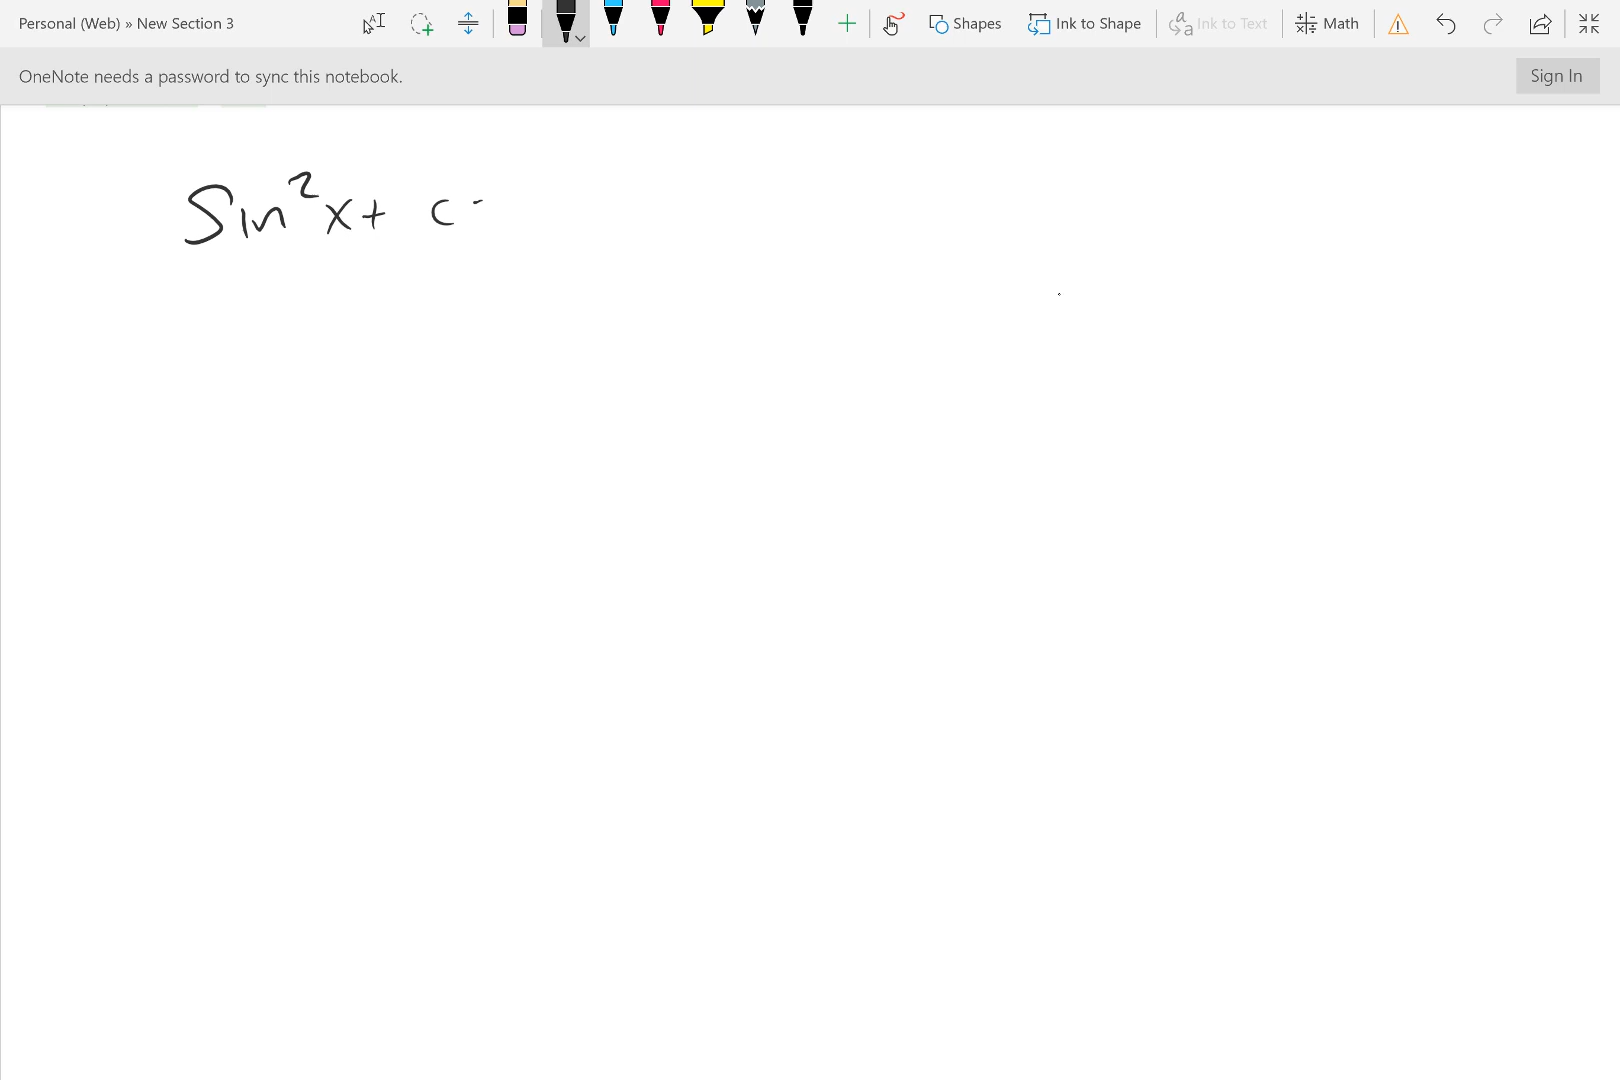 Personal (Web) » New Section 3
Shapes
Ink to Shape
Ink to Text
Math
OneNote needs a password to sync this notebook.
Sign In
Sin²x + c